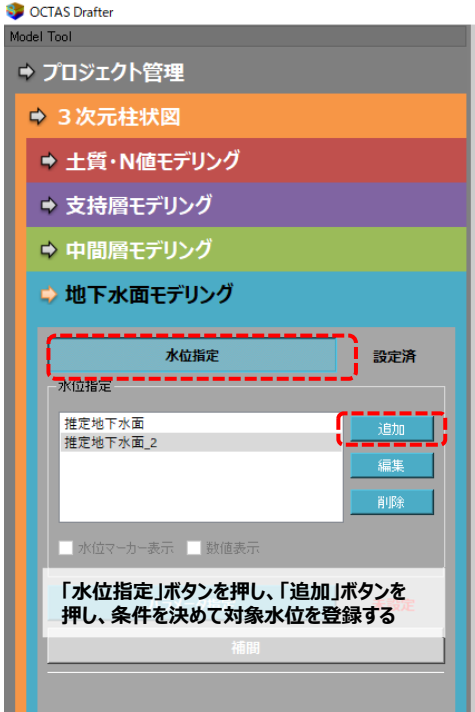 OCTAS Drafter
Model Tool
プロジェクト管理
３次元柱状図
土質・N値モデリング
支持層モデリング
中間層モデリング
地下水面モデリング
水位指定 設定済
水位指定
推定地下水面
追加
推定地下水面_2
編集
削除
水位マーカー表示 数値表示
「水位指定」ボタンを押し、「追加」ボタンを
押し、条件を決めて対象水位を登録する
補間